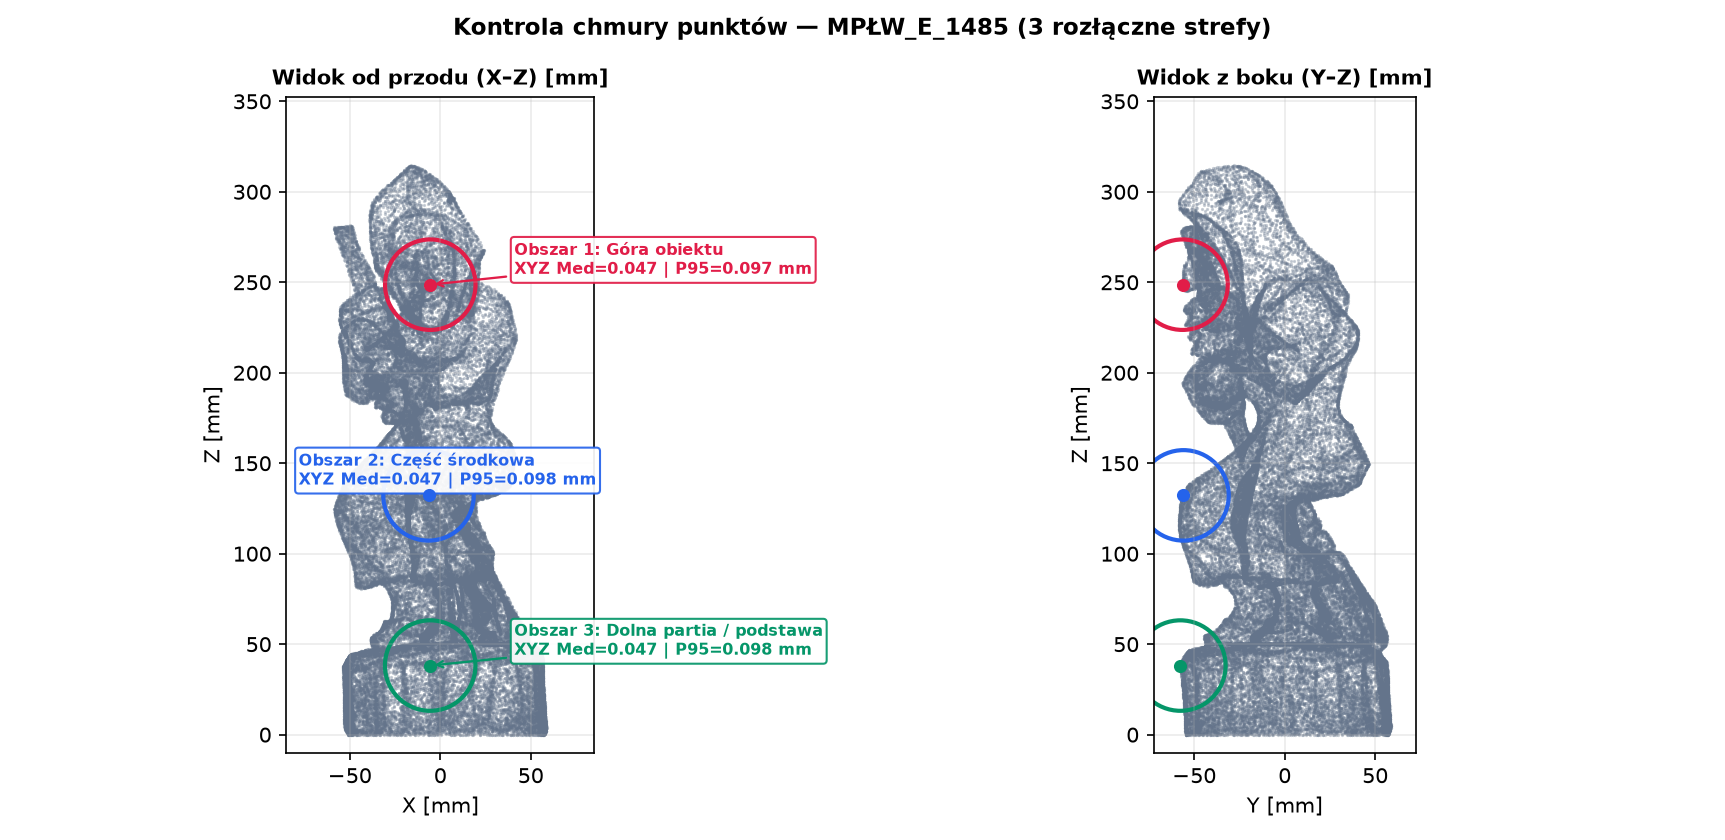 Kontrola chmury punktów — MPŁW_E_1485 (3 rozłączne strefy)
Widok od przodu (X–Z) [mm]
350
300
250
200
150
100
50
0
Z [mm]
−50
0
50
X [mm]
Obszar 1: Góra obiektu
XYZ Med=0.047 | P95=0.097 mm
Obszar 2: Część środkowa
XYZ Med=0.047 | P95=0.098 mm
Obszar 3: Dolna partia / podstawa
XYZ Med=0.047 | P95=0.098 mm
Widok z boku (Y–Z) [mm]
350
300
250
200
150
100
50
0
Z [mm]
−50
0
50
Y [mm]